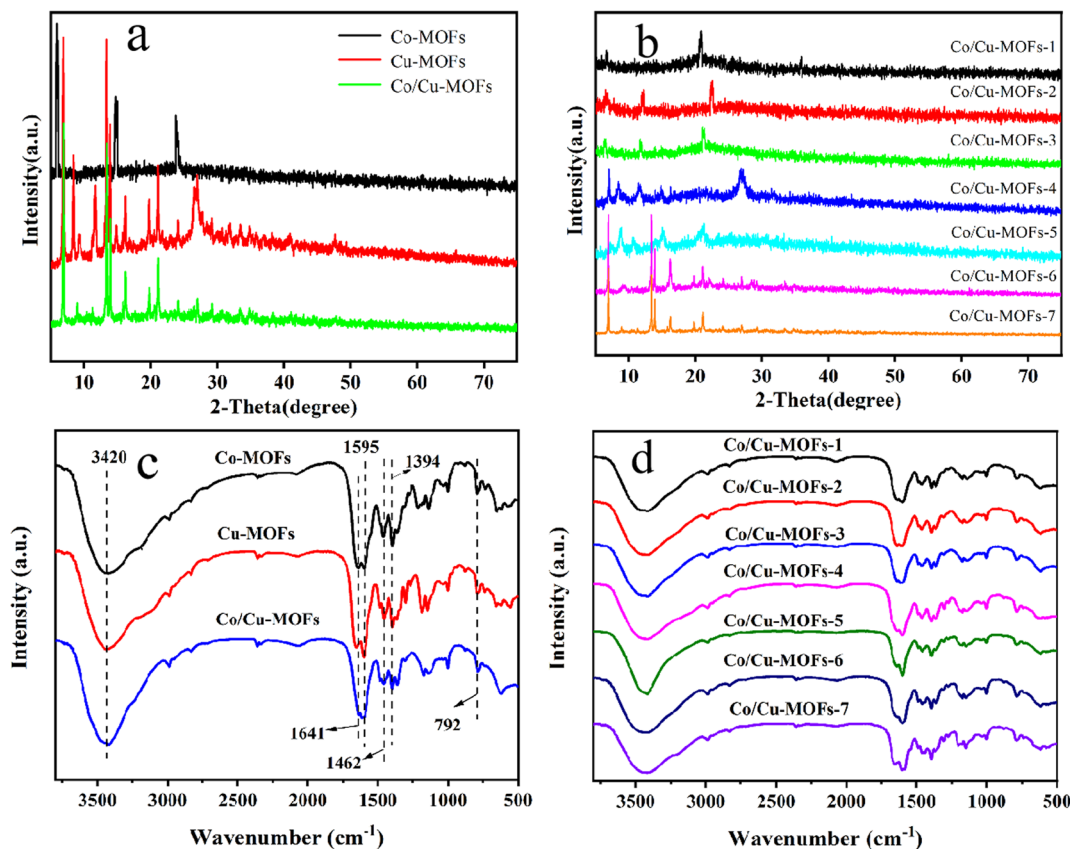 a
Co-MOFs
Cu-MOFs
Co/Cu-MOFs
Intensity(a.u.)
10 20 30 40 50 60 70
2-Theta(degree)
b
Co/Cu-MOFs-1
Co/Cu-MOFs-2
Co/Cu-MOFs-3
Co/Cu-MOFs-4
Co/Cu-MOFs-5
Co/Cu-MOFs-6
Co/Cu-MOFs-7
Intensity(a.u.)
10 20 30 40 50 60 70
2-Theta(degree)
c
3420
1595
1394
Co-MOFs
Cu-MOFs
Co/Cu-MOFs
1641
1462
792
Intensity (a.u.)
3500 3000 2500 2000 1500 1000 500
Wavenumber (cm⁻¹)
d
Co/Cu-MOFs-1
Co/Cu-MOFs-2
Co/Cu-MOFs-3
Co/Cu-MOFs-4
Co/Cu-MOFs-5
Co/Cu-MOFs-6
Co/Cu-MOFs-7
Intensity (a.u.)
3500 3000 2500 2000 1500 1000 500
Wavenumber (cm⁻¹)